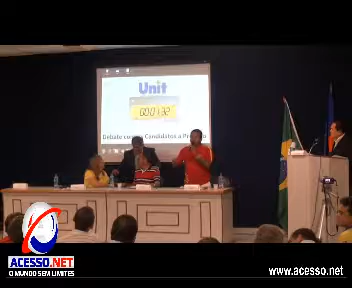 Unit
00:01:32
Debate com os Candidatos a Prefeito
ACESSO.NET
O MUNDO SEM LIMITES
www.acesso.net